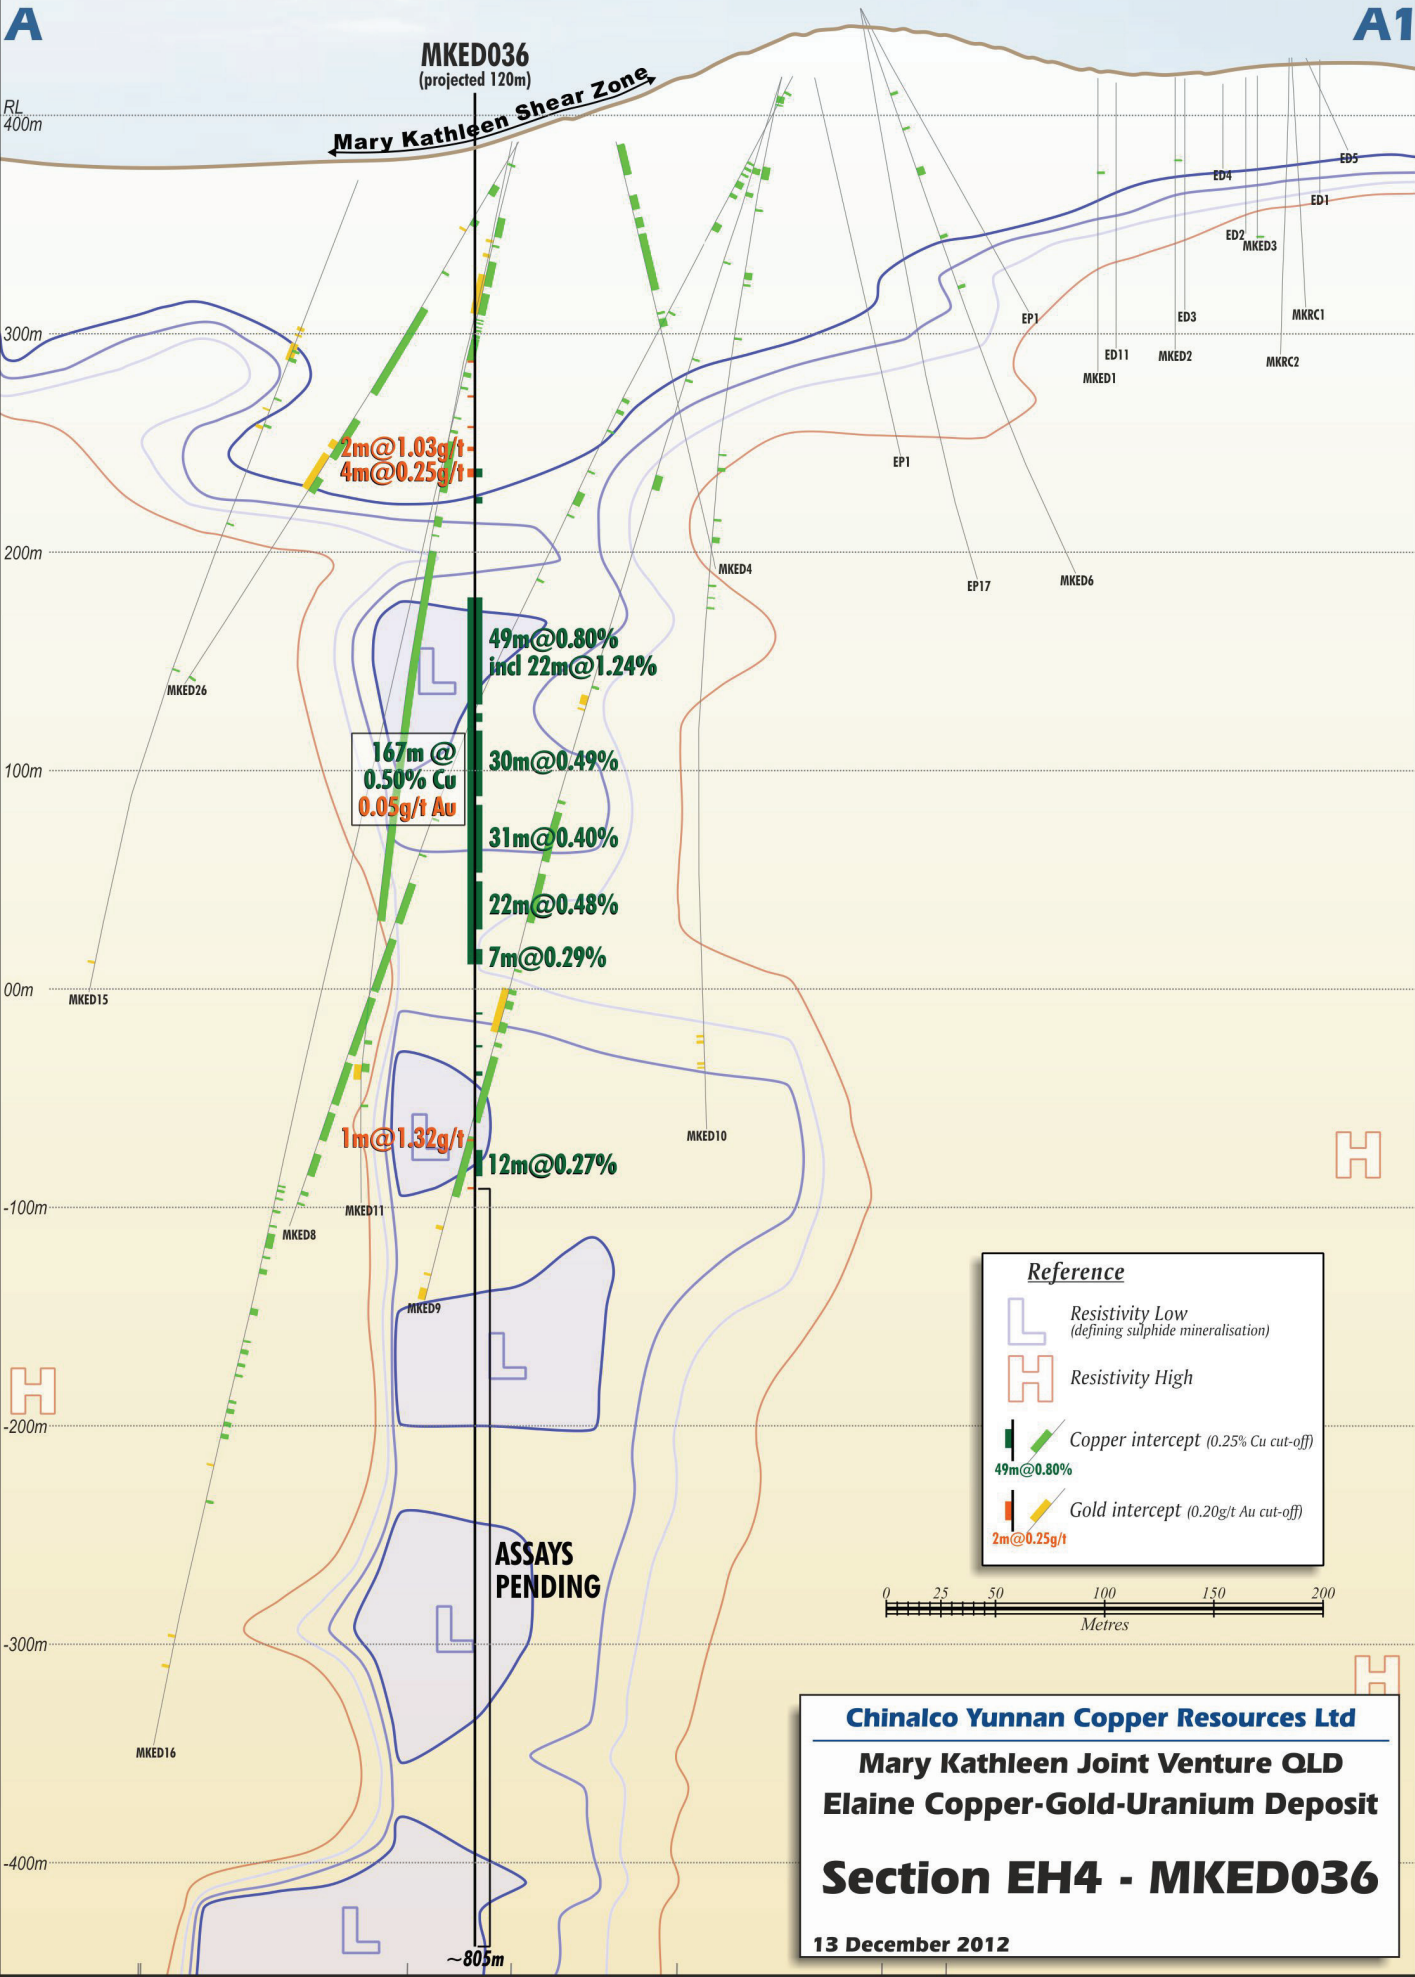 A
A1
MKED036
(projected 120m)
Mary Kathleen Shear Zone
RL
400m
ED5
ED4
ED1
ED2
MKED3
300m
EP1
ED3
MKRC1
ED11
MKED2
MKRC2
MKED1
2m@1.03g/t
4m@0.25g/t
EP1
200m
MKED4
EP17
MKED6
49m@0.80%
incl 22m@1.24%
L
MKED26
167m @
0.50% Cu
0.05g/t Au
30m@0.49%
100m
31m@0.40%
22m@0.48%
7m@0.29%
00m
MKED15
L
1m@1.32g/t
12m@0.27%
MKED10
H
-100m
MKED11
MKED8
MKED9
L
H
Reference
L
Resistivity Low
(defining sulphide mineralisation)
H
Resistivity High
Copper intercept (0.25% Cu cut-off)
49m@0.80%
Gold intercept (0.20g/t Au cut-off)
2m@0.25g/t
-200m
ASSAYS
PENDING
0 25 50 100 150 200
Metres
L
-300m
H
MKED16
Chinalco Yunnan Copper Resources Ltd
Mary Kathleen Joint Venture QLD
Elaine Copper-Gold-Uranium Deposit
Section EH4 - MKED036
13 December 2012
-400m
L
~805m